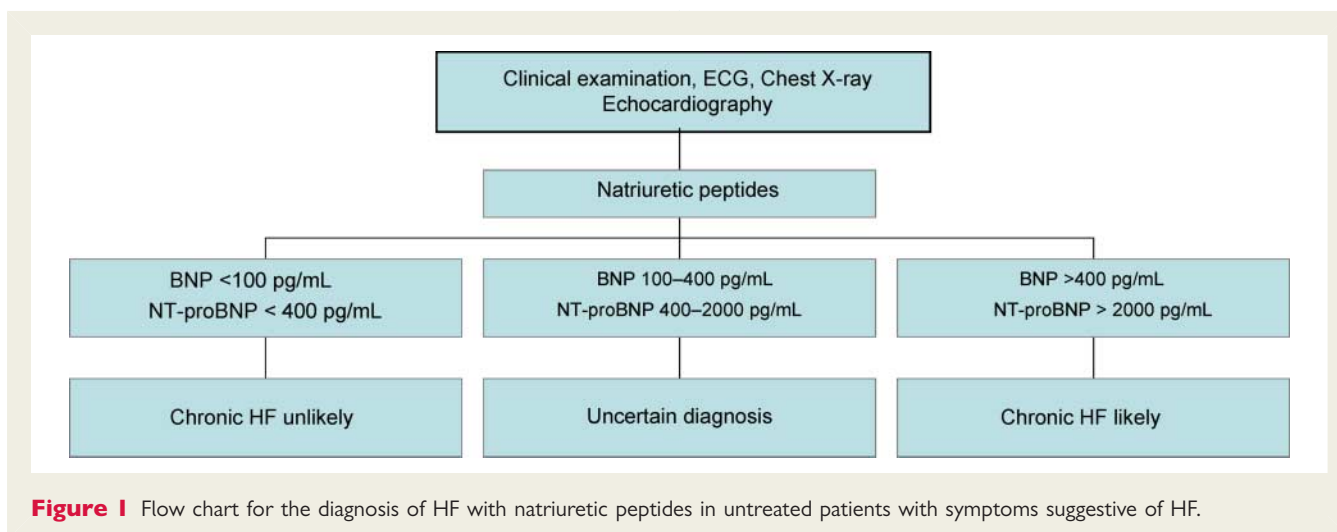 Clinical examination, ECG, Chest X-ray
Echocardiography
Natriuretic peptides
BNP <100 pg/mL
NT-proBNP < 400 pg/mL
BNP 100–400 pg/mL
NT-proBNP 400–2000 pg/mL
BNP >400 pg/mL
NT-proBNP > 2000 pg/mL
Chronic HF unlikely
Uncertain diagnosis
Chronic HF likely
Figure 1 Flow chart for the diagnosis of HF with natriuretic peptides in untreated patients with symptoms suggestive of HF.